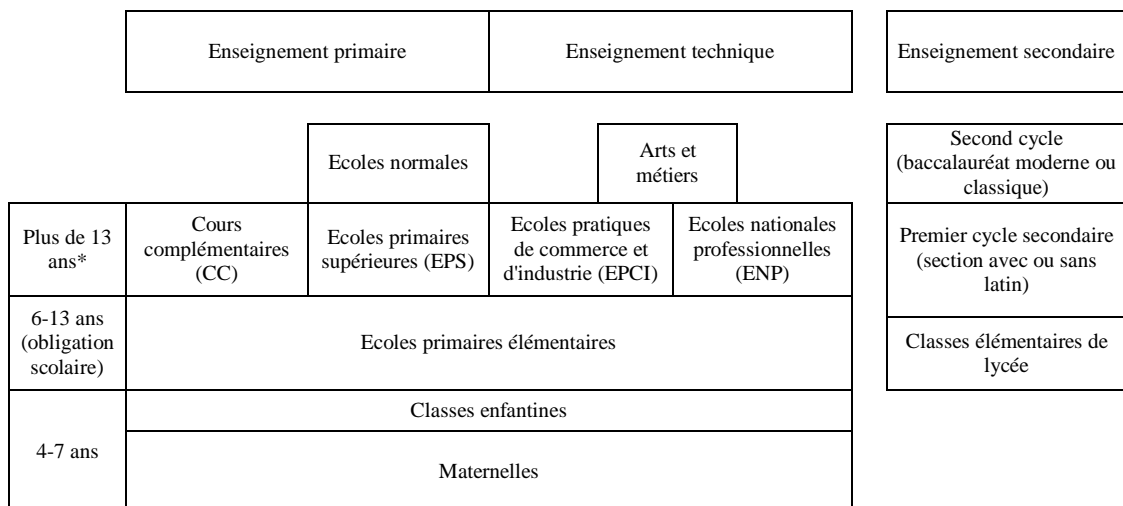 Enseignement primaire
Enseignement technique
Enseignement secondaire
Ecoles normales
Arts et
métiers
Second cycle
(baccalauréat moderne ou
classique)
Plus de 13
ans*
Cours
complémentaires
(CC)
Ecoles primaires
supérieures (EPS)
Ecoles pratiques
de commerce et
d'industrie (EPCI)
Ecoles nationales
professionnelles
(ENP)
Premier cycle secondaire
(section avec ou sans
latin)
6-13 ans
(obligation
scolaire)
Ecoles primaires élémentaires
Classes élémentaires de
lycée
4-7 ans
Classes enfantines
Maternelles